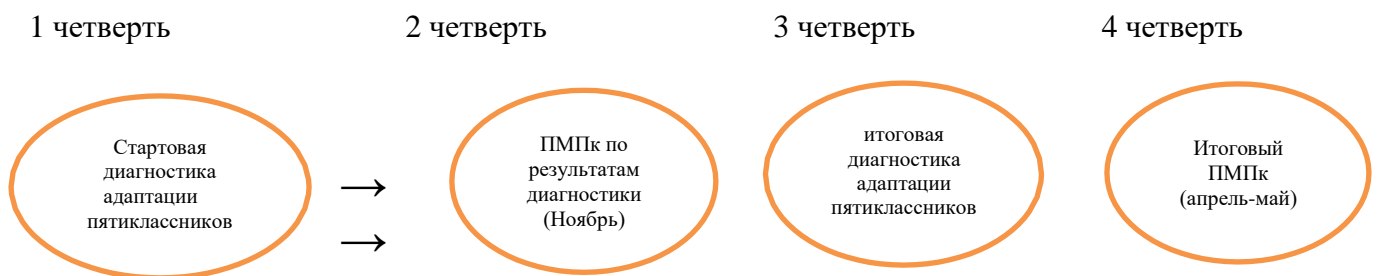 1 четверть
2 четверть
3 четверть
4 четверть
Стартовая
диагностика
адаптации
пятиклассников
→
→
ПМПк по
результатам
диагностики
(Ноябрь)
итоговая
диагностика
адаптации
пятиклассников
Итоговый
ПМПк
(апрель-май)